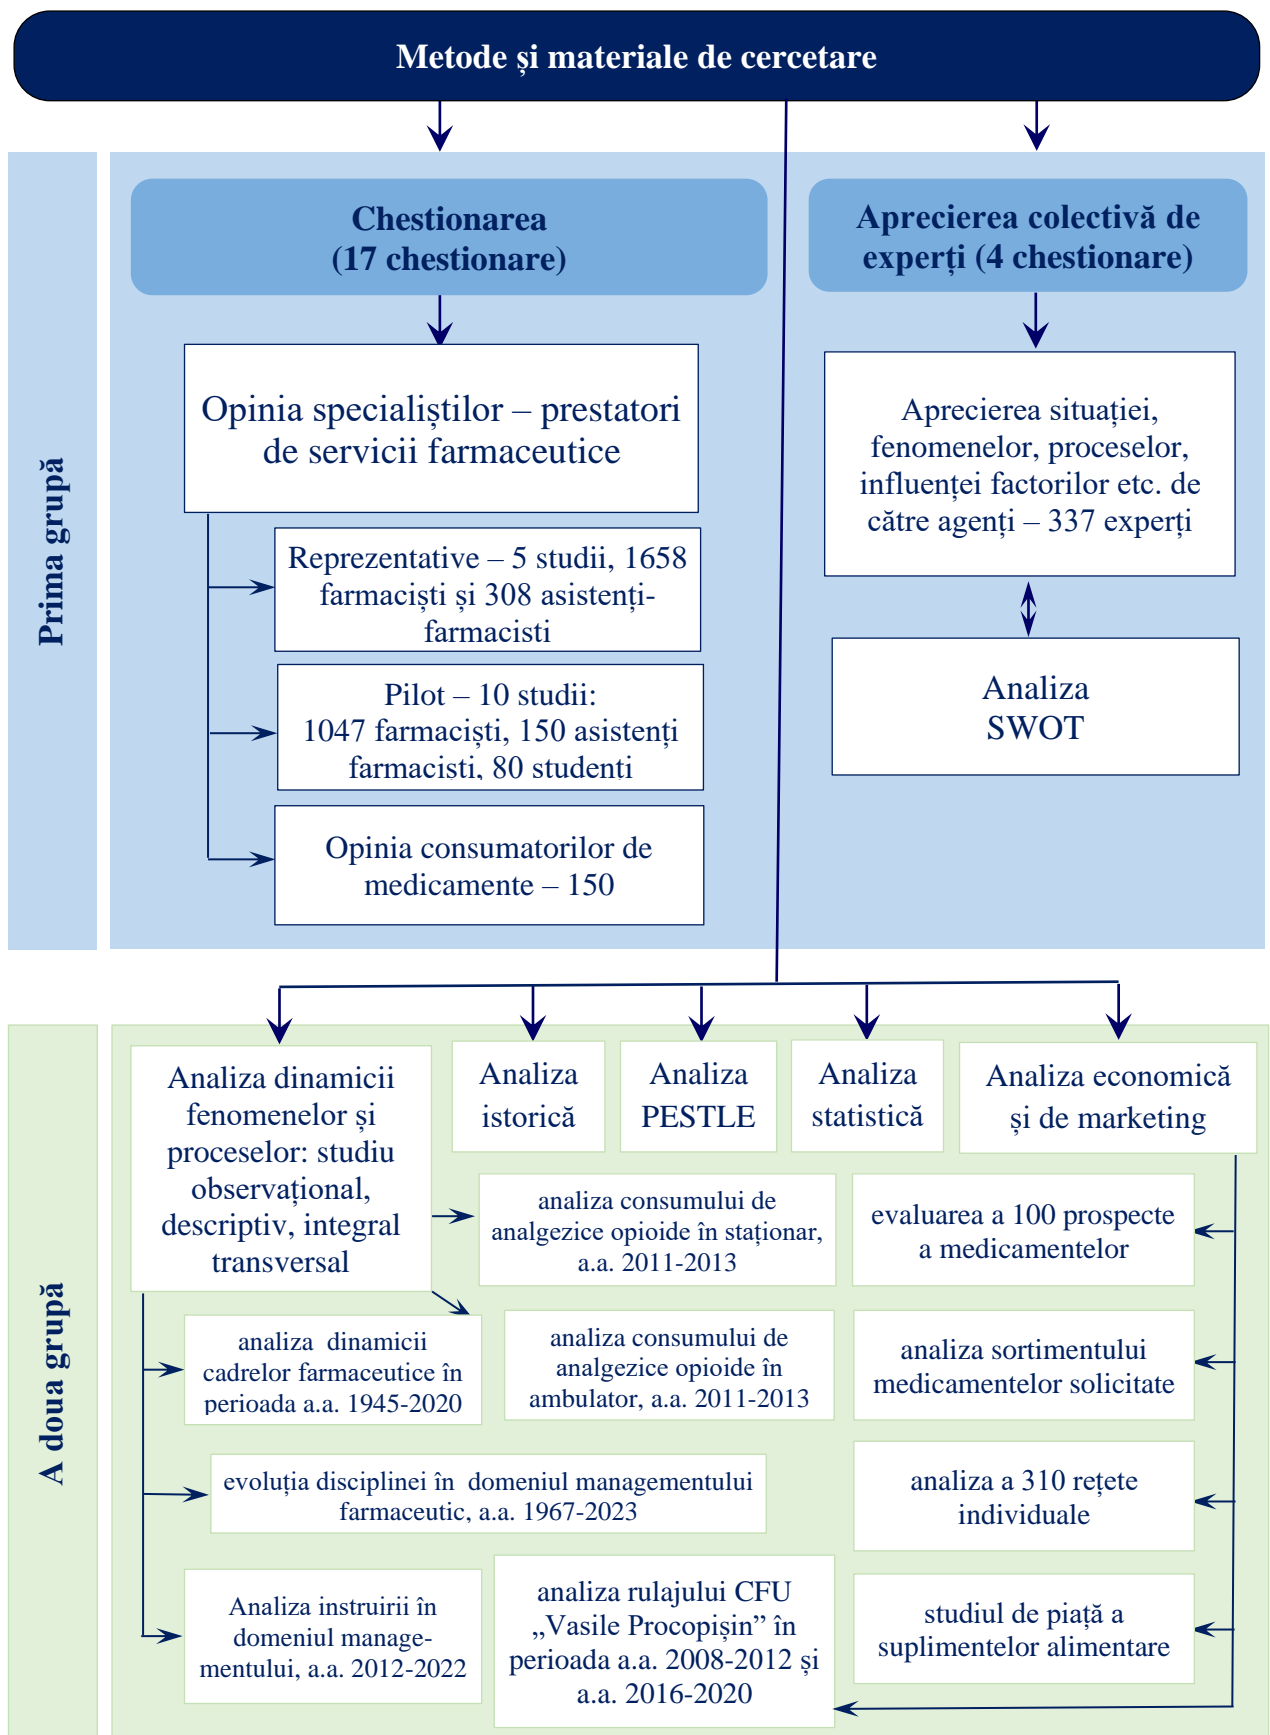 Metode și materiale de cercetare
Prima grupă
Chestionarea
(17 chestionare)
Opinia specialiștilor – prestatori
de servicii farmaceutice
Reprezentative – 5 studii, 1658
farmaciști și 308 asistenți-
farmacisti
Pilot – 10 studii:
1047 farmaciști, 150 asistenți
farmaciști, 80 studenți
Opinia consumatorilor de
medicamente – 150
Aprecierea colectivă de
experți (4 chestionare)
Aprecierea situației,
fenomenelor, proceselor,
influenței factorilor etc. de
către agenți – 337 experți
Analiza
SWOT
A doua grupă
Analiza dinamicii
fenomenelor și
proceselor: studiu
observațional,
descriptiv, integral
transversal
Analiza
istorică
Analiza
PESTLE
Analiza
statistică
Analiza economică
și de marketing
analiza consumului de
analgezice opioide în staționar,
a.a. 2011-2013
evaluarea a 100 prospecte
a medicamentelor
analiza dinamicii
cadrelor farmaceutice în
perioada a.a. 1945-2020
analiza consumului de
analgezice opioide în
ambulator, a.a. 2011-2013
analiza sortimentului
medicamentelor solicitate
evoluția disciplinei în domeniul managementului
farmaceutic, a.a. 1967-2023
analiza a 310 rețete
individuale
Analiza instruirii în
domeniul manage-
mentului, a.a. 2012-2022
analiza rulajului CFU
„Vasile Procopișin” în
perioada a.a. 2008-2012 și
a.a. 2016-2020
studiul de piață a
suplimentelor alimentare